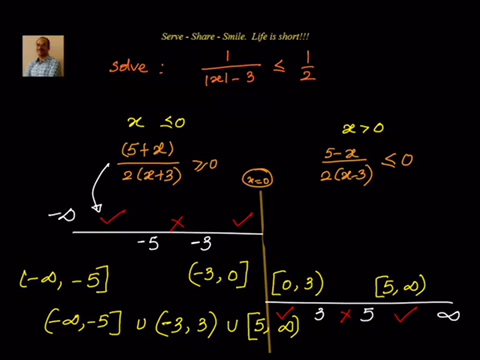 Serve - Share - Smile. Life is short!!!
solve : 1/(|x| - 3) ≤ 1/2
x ≤ 0
(5+x)/(2(x+3)) ≥ 0
x > 0
(5-x)/(2(x-3)) ≤ 0
x=0
-∞ ✓ ✗ ✓
-5 -3
(-∞, -5] (-3, 0]
[0, 3) [5, ∞)
✓ 3 ✗ 5 ✓ ∞
(-∞, -5] ∪ (-3, 3) ∪ [5, ∞)